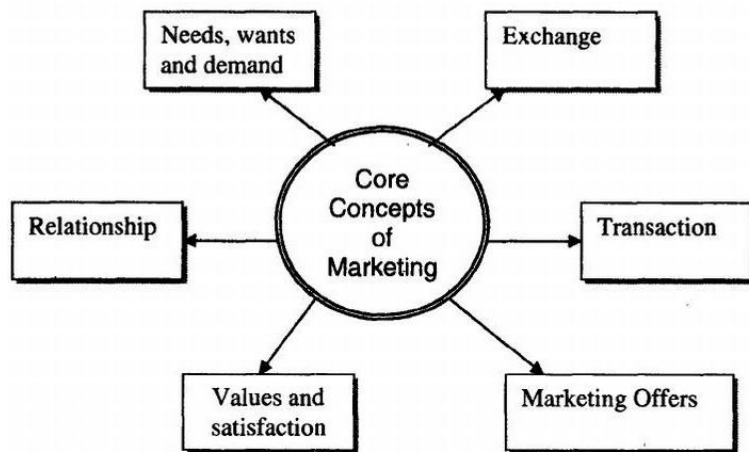 Needs, wants
and demand
Exchange
Core
Concepts
of
Marketing
Relationship
Transaction
Values and
satisfaction
Marketing Offers